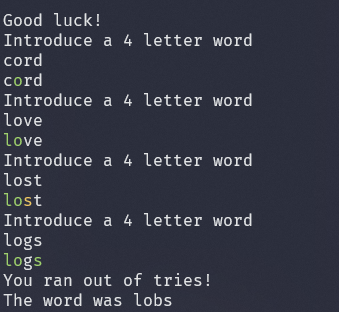 Good luck!
Introduce a 4 letter word
cord
cord
Introduce a 4 letter word
love
love
Introduce a 4 letter word
lost
lost
Introduce a 4 letter word
logs
logs
You ran out of tries!
The word was lobs